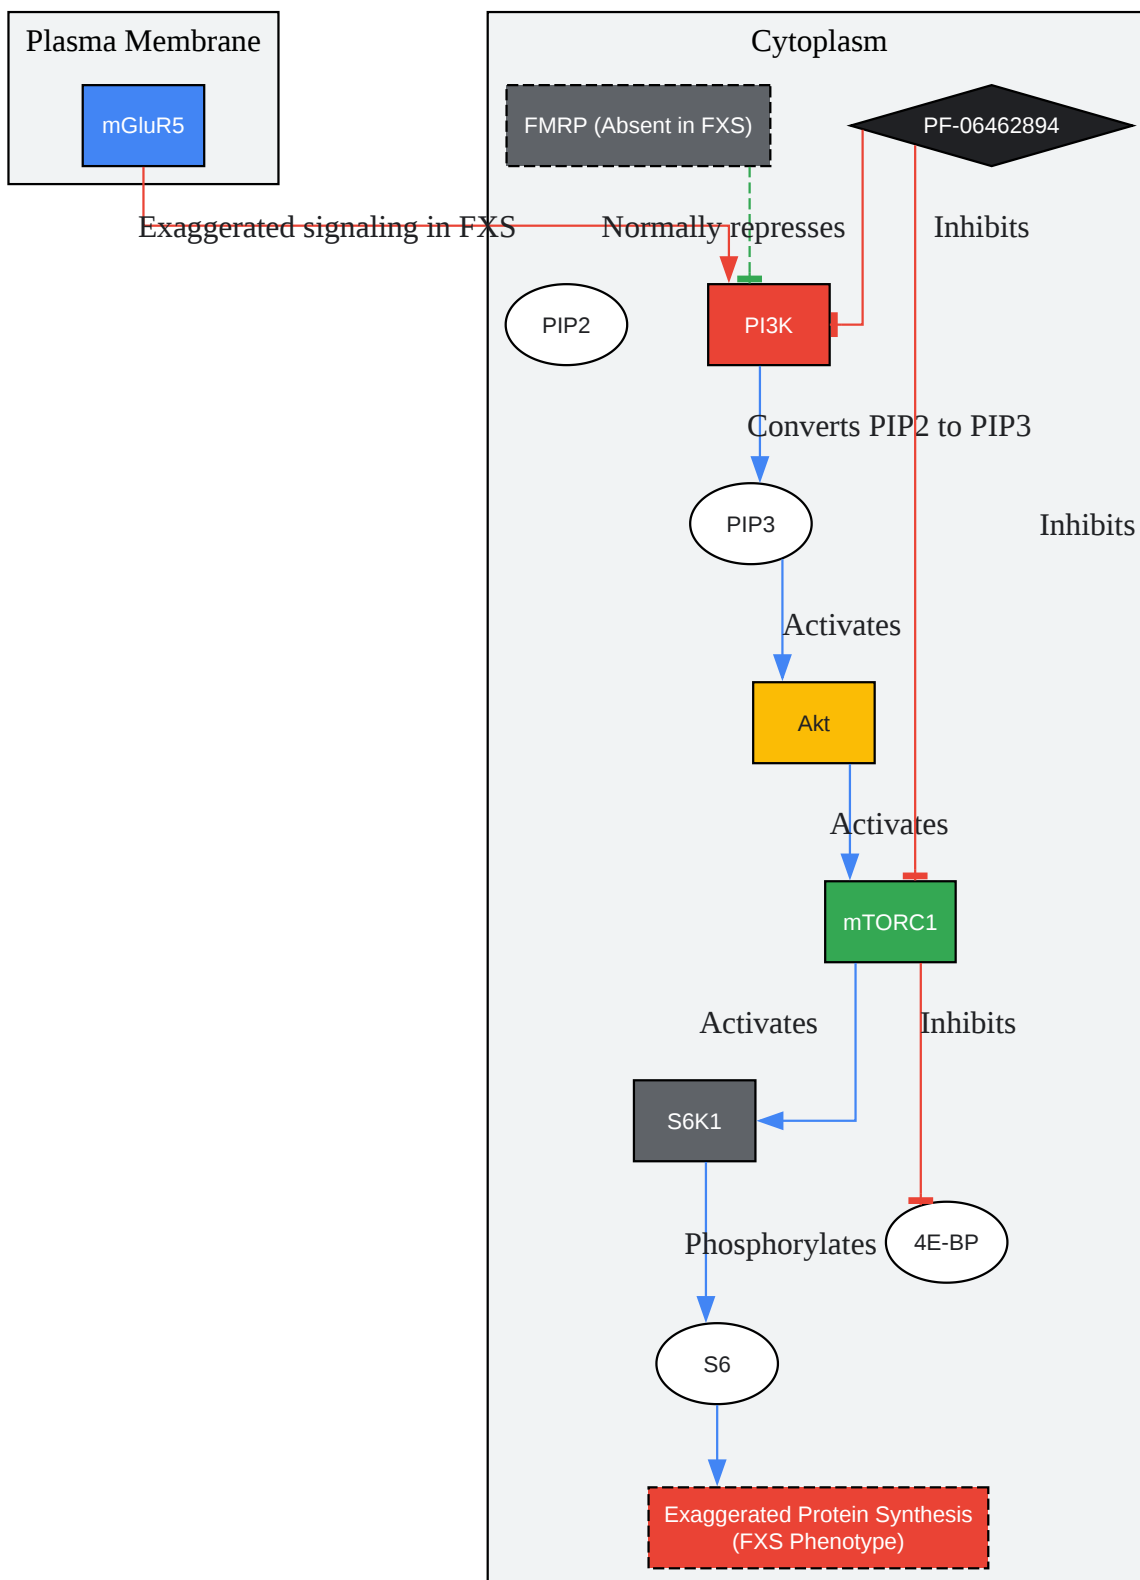 Plasma Membrane
Cytoplasm
mGluR5
FMRP (Absent in FXS)
PF-06462894
Exaggerated signaling in FXS
Normally represses
Inhibits
PIP2
PI3K
Converts PIP2 to PIP3
PIP3
Inhibits
Activates
Akt
Activates
mTORC1
Activates
Inhibits
S6K1
Phosphorylates
4E-BP
S6
Exaggerated Protein Synthesis
(FXS Phenotype)